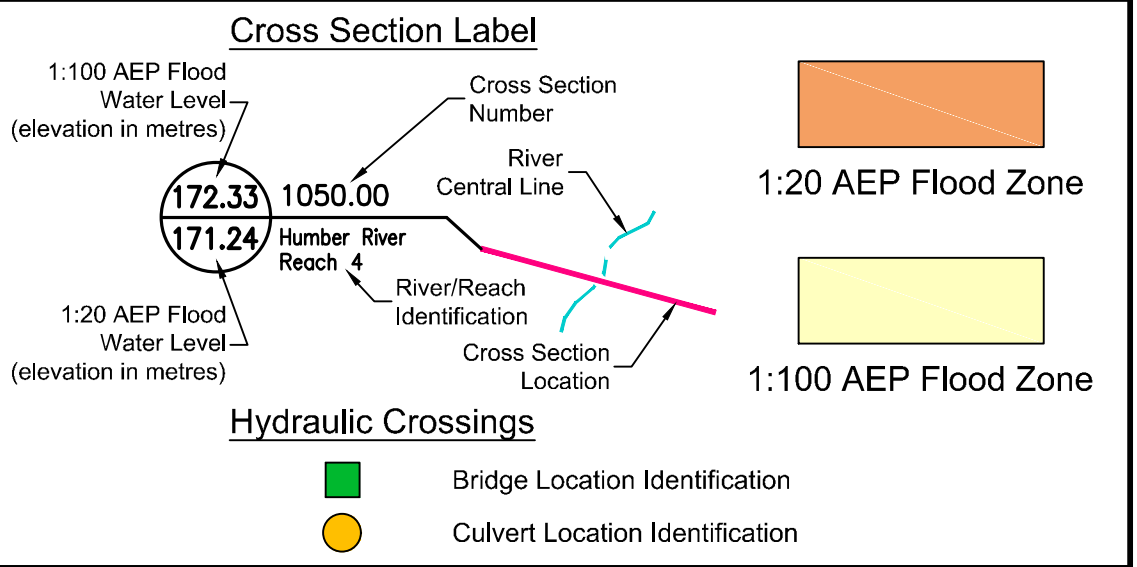 Cross Section Label
1:100 AEP Flood
Water Level
(elevation in metres)
Cross Section
Number
172.33
1050.00
171.24
Humber River
Reach 4
River
Central Line
River/Reach
Identification
1:20 AEP Flood
Water Level
(elevation in metres)
Cross Section
Location
1:20 AEP Flood Zone
1:100 AEP Flood Zone
Hydraulic Crossings
Bridge Location Identification
Culvert Location Identification